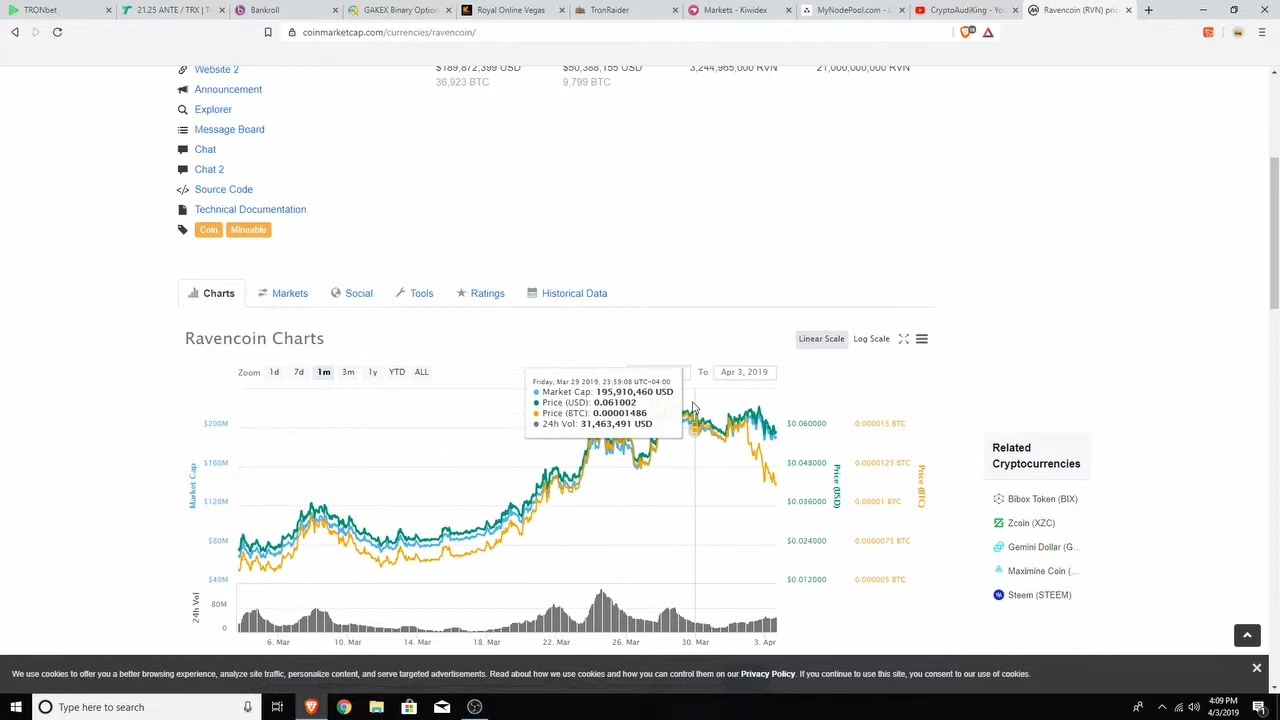 TRONbet
21.25 ANTE / TRX | T
Bankroll
GAKEX Binary Option
Royal Online Vegas
TronRaider
Markets - Kiwidex
MyNodePool.com - L
CryptoAudiKing - You
Ravencoin (RVN) pric
coinmarketcap.com/currencies/ravencoin/
Website 2
$189,872,399 USD
$50,388,155 USD
3,244,965,000 RVN
21,000,000,000 RVN
36,923 BTC
9,799 BTC
Announcement
Explorer
Message Board
Chat
Chat 2
Source Code
Technical Documentation
Coin
Mineable
Charts
Markets
Social
Tools
Ratings
Historical Data
Ravencoin Charts
Linear Scale
Log Scale
Zoom 1d 7d 1m 3m 1y YTD ALL
To
Apr 3, 2019
Friday, Mar 29 2019, 23:59:08 UTC-04:00
Market Cap: 195,910,460 USD
Price (USD): 0.061002
Price (BTC): 0.00001486
24h Vol: 31,463,491 USD
$200M
$160M
$120M
$80M
$40M
Market Cap
$0.060000
$0.048000
$0.036000
$0.024000
$0.012000
Price (USD)
0.000015 BTC
0.0000125 BTC
0.00001 BTC
0.0000075 BTC
0.000005 BTC
Price (BTC)
24h Vol
80M
0
6. Mar
10. Mar
14. Mar
18. Mar
22. Mar
26. Mar
30. Mar
3. Apr
Related
Cryptocurrencies
Bibox Token (BIX)
Zcoin (XZC)
Gemini Dollar (G...
Maximine Coin (...
Steem (STEEM)
We use cookies to offer you a better browsing experience, analyze site traffic, personalize content, and serve targeted advertisements. Read about how we use cookies and how you can control them on our Privacy Policy. If you continue to use this site, you consent to our use of cookies.
Type here to search
4:09 PM
4/3/2019